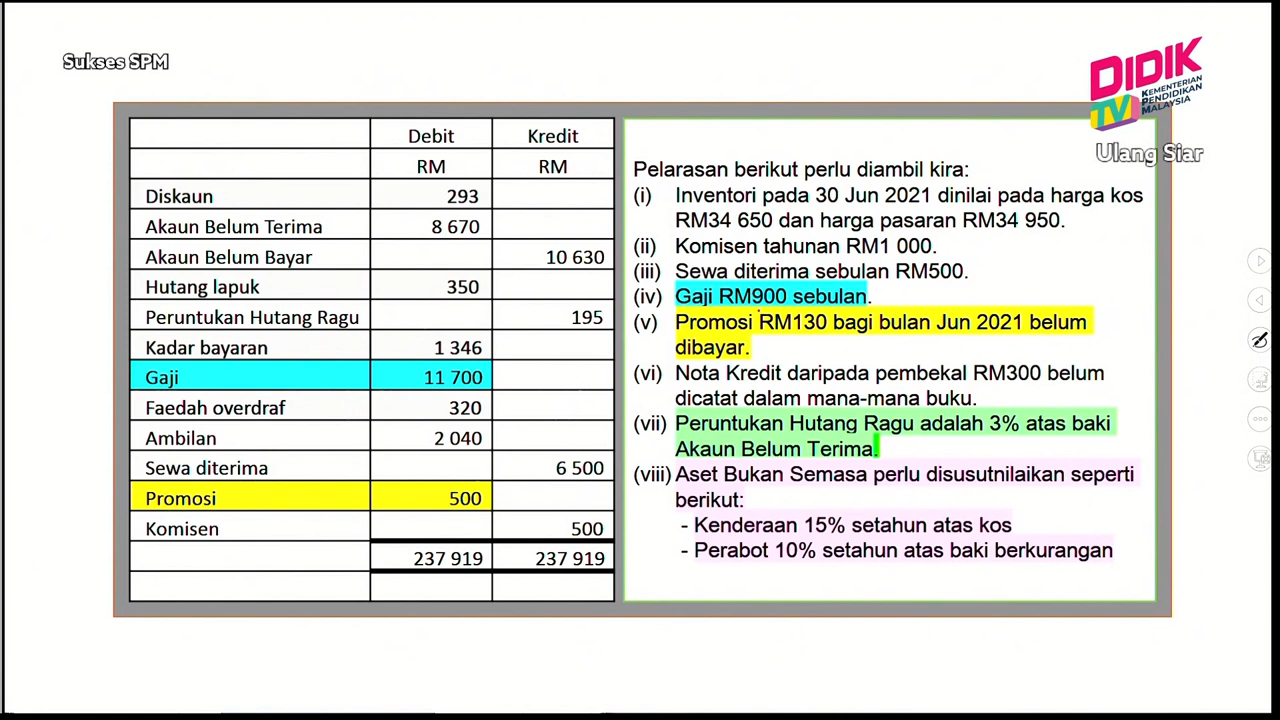 Sukses SPM
DIDIK
TV
KEMENTERIAN
PENDIDIKAN
MALAYSIA
Ulang Siar
Debit Kredit
RM RM
Diskaun 293
Akaun Belum Terima 8 670
Akaun Belum Bayar 10 630
Hutang lapuk 350
Peruntukan Hutang Ragu 195
Kadar bayaran 1 346
Gaji 11 700
Faedah overdraf 320
Ambilan 2 040
Sewa diterima 6 500
Promosi 500
Komisen 500
237 919 237 919
Pelarasan berikut perlu diambil kira:
(i) Inventori pada 30 Jun 2021 dinilai pada harga kos
RM34 650 dan harga pasaran RM34 950.
(ii) Komisen tahunan RM1 000.
(iii) Sewa diterima sebulan RM500.
(iv) Gaji RM900 sebulan.
(v) Promosi RM130 bagi bulan Jun 2021 belum
dibayar.
(vi) Nota Kredit daripada pembekal RM300 belum
dicatat dalam mana-mana buku.
(vii) Peruntukan Hutang Ragu adalah 3% atas baki
Akaun Belum Terima.
(viii) Aset Bukan Semasa perlu disusutnilaikan seperti
berikut:
- Kenderaan 15% setahun atas kos
- Perabot 10% setahun atas baki berkurangan